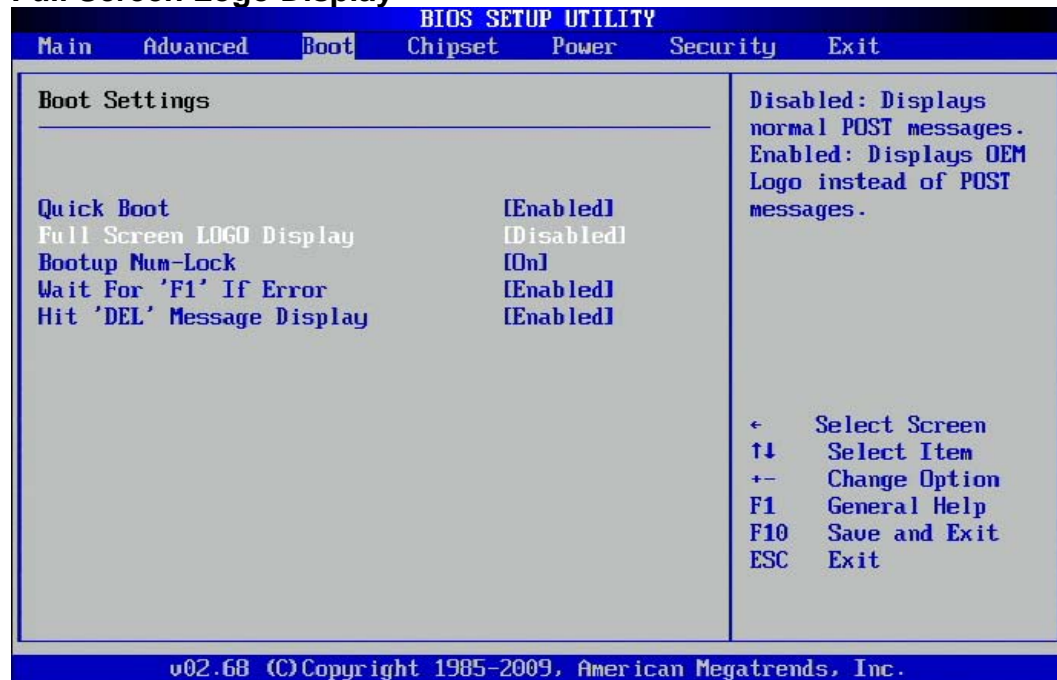 Full Screen Logo Display
BIOS SETUP UTILITY
Main Advanced Boot Chipset Power Security Exit
Boot Settings
Quick Boot [Enabled]
Full Screen LOGO Display [Disabled]
Bootup Num-Lock [On]
Wait For 'F1' If Error [Enabled]
Hit 'DEL' Message Display [Enabled]
Disabled: Displays
normal POST messages.
Enabled: Displays OEM
Logo instead of POST
messages.
← Select Screen
↑↓ Select Item
+- Change Option
F1 General Help
F10 Save and Exit
ESC Exit
v02.68 (C)Copyright 1985-2009, American Megatrends, Inc.